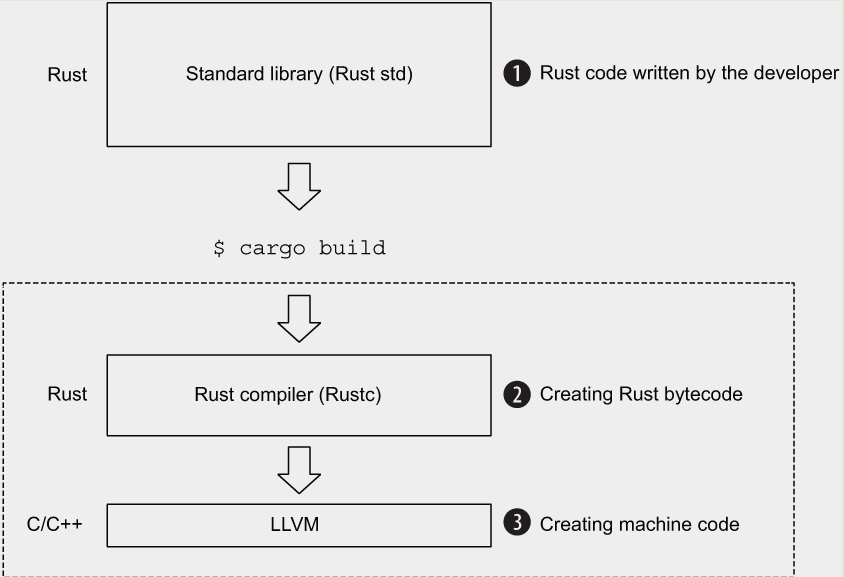 Rust
Standard library (Rust std)
1 Rust code written by the developer
$ cargo build
Rust
Rust compiler (Rustc)
2 Creating Rust bytecode
C/C++
LLVM
3 Creating machine code